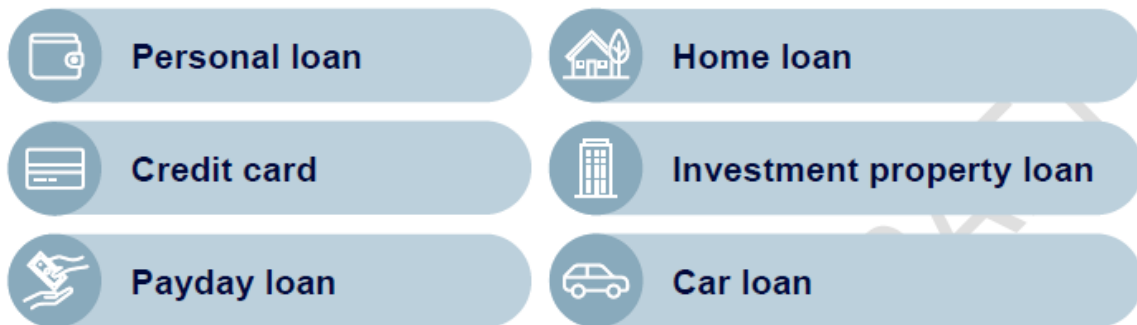 Personal loan
Home loan
Credit card
Investment property loan
Payday loan
Car loan